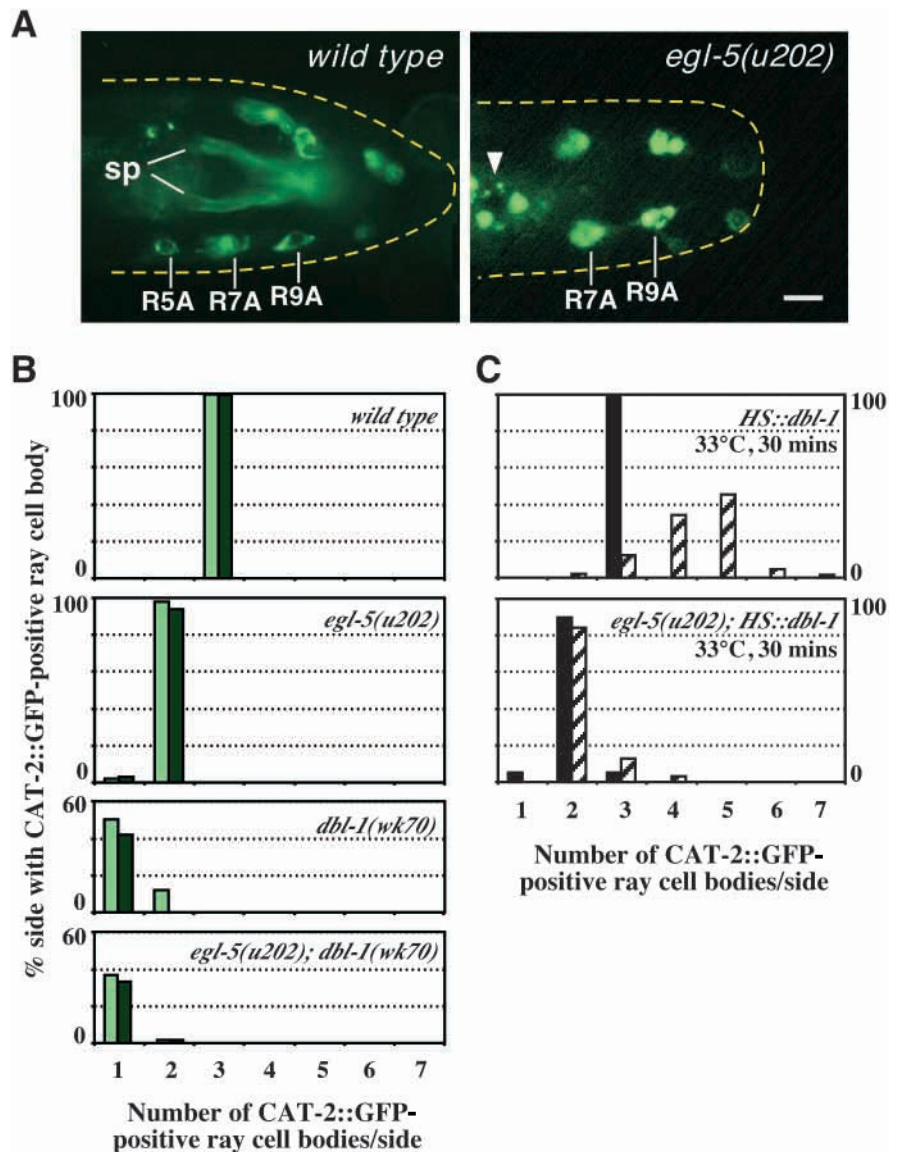 A
wild type
egl-5(u202)
sp
R5A R7A R9A
R7A R9A
B
% side with CAT-2::GFP-positive ray cell body
100
0
wild type
100
0
egl-5(u202)
60
0
dbl-1(wk70)
60
0
egl-5(u202); dbl-1(wk70)
1 2 3 4 5 6 7
Number of CAT-2::GFP-
positive ray cell bodies/side
C
100
0
HS::dbl-1
33°C, 30 mins
100
0
egl-5(u202); HS::dbl-1
33°C, 30 mins
1 2 3 4 5 6 7
Number of CAT-2::GFP-
positive ray cell bodies/side